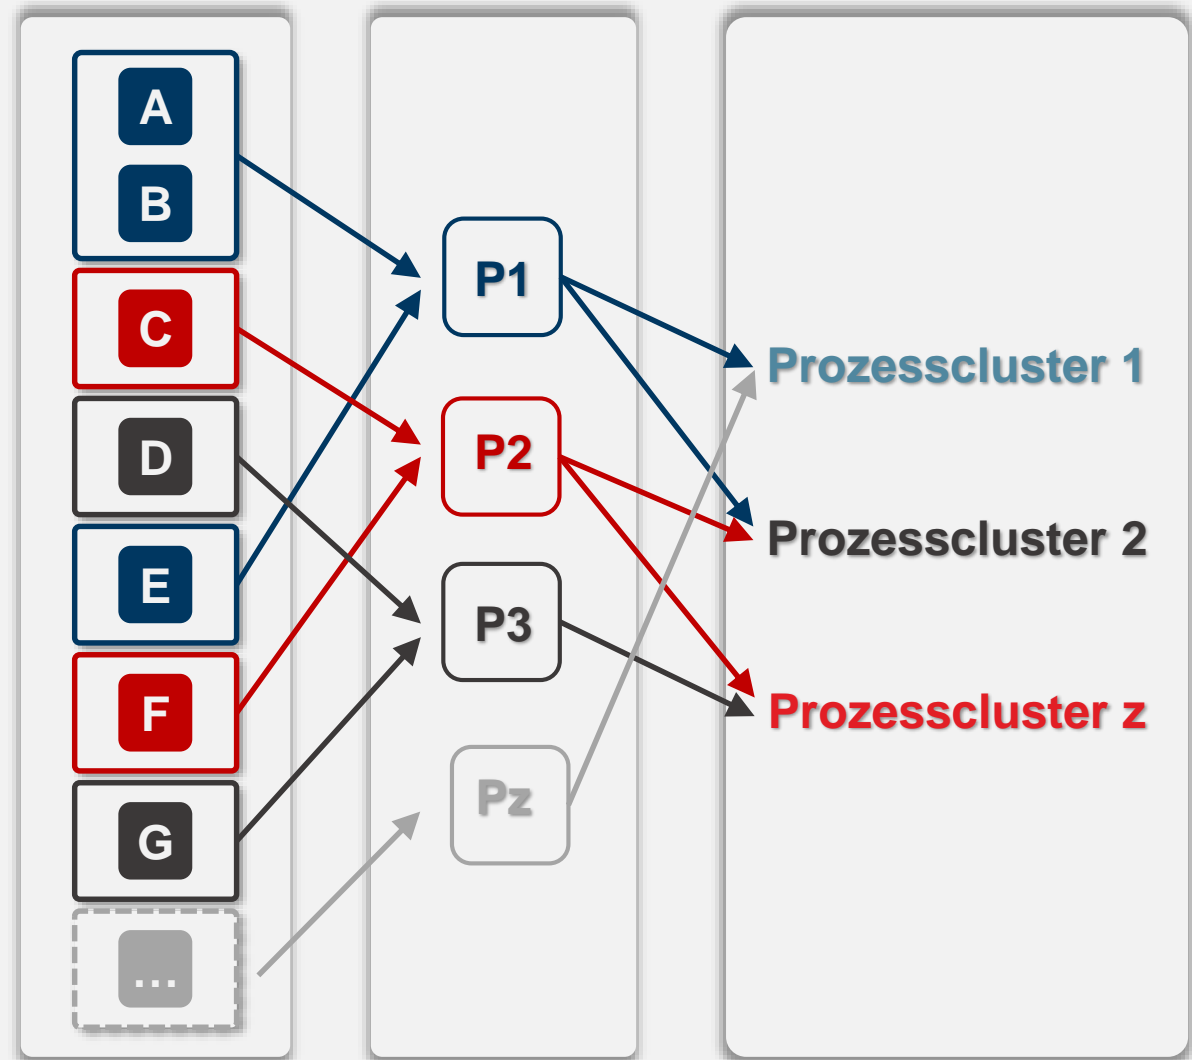 A
B
C
D
E
F
G
...
P1
P2
P3
Pz
Prozesscluster 1
Prozesscluster 2
Prozesscluster z